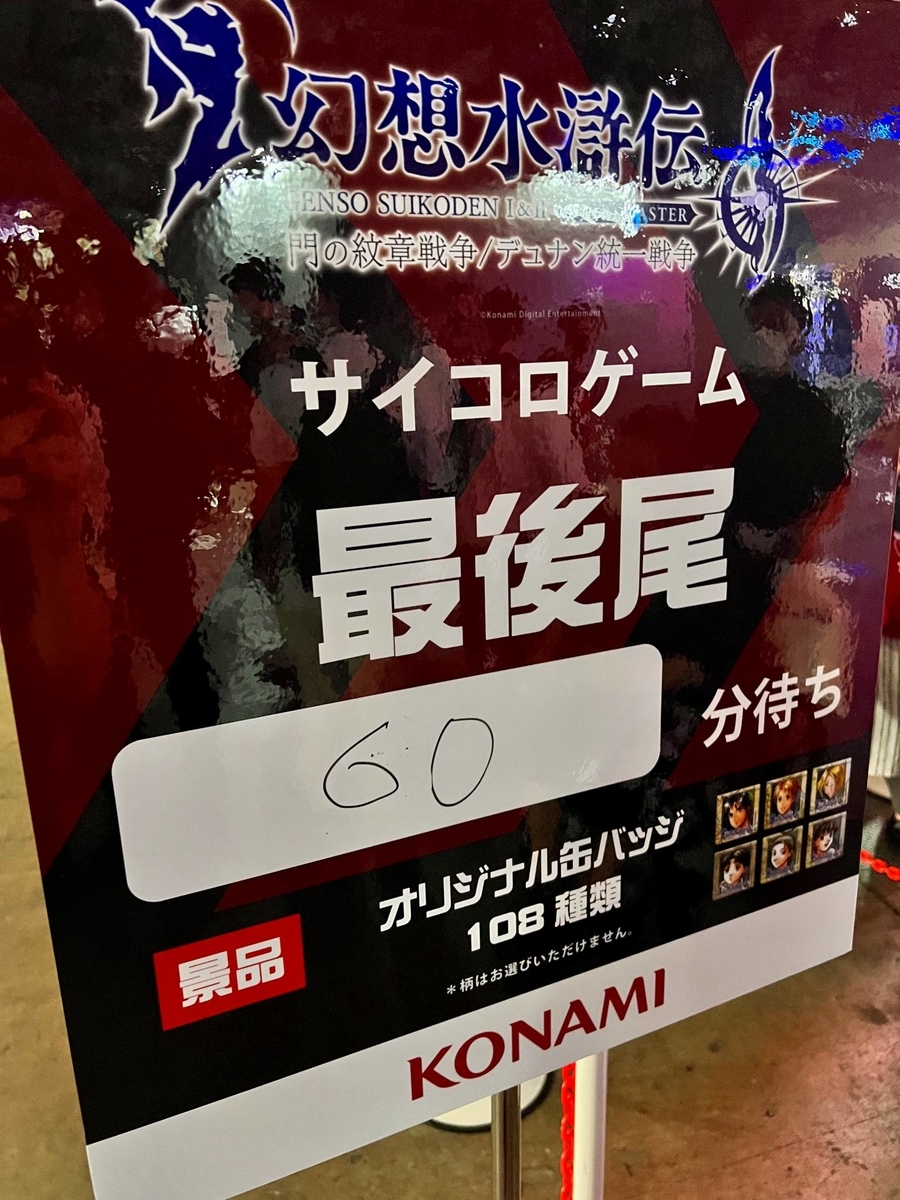 幻想水滸伝
GENSO SUIKODEN I&II
門の紋章戦争/デュナン統一戦争
©Konami Digital Entertainment
サイコロゲーム
最後尾
60 分待ち
オリジナル缶バッジ
108 種類
景品
＊柄はお選びいただけません。
KONAMI